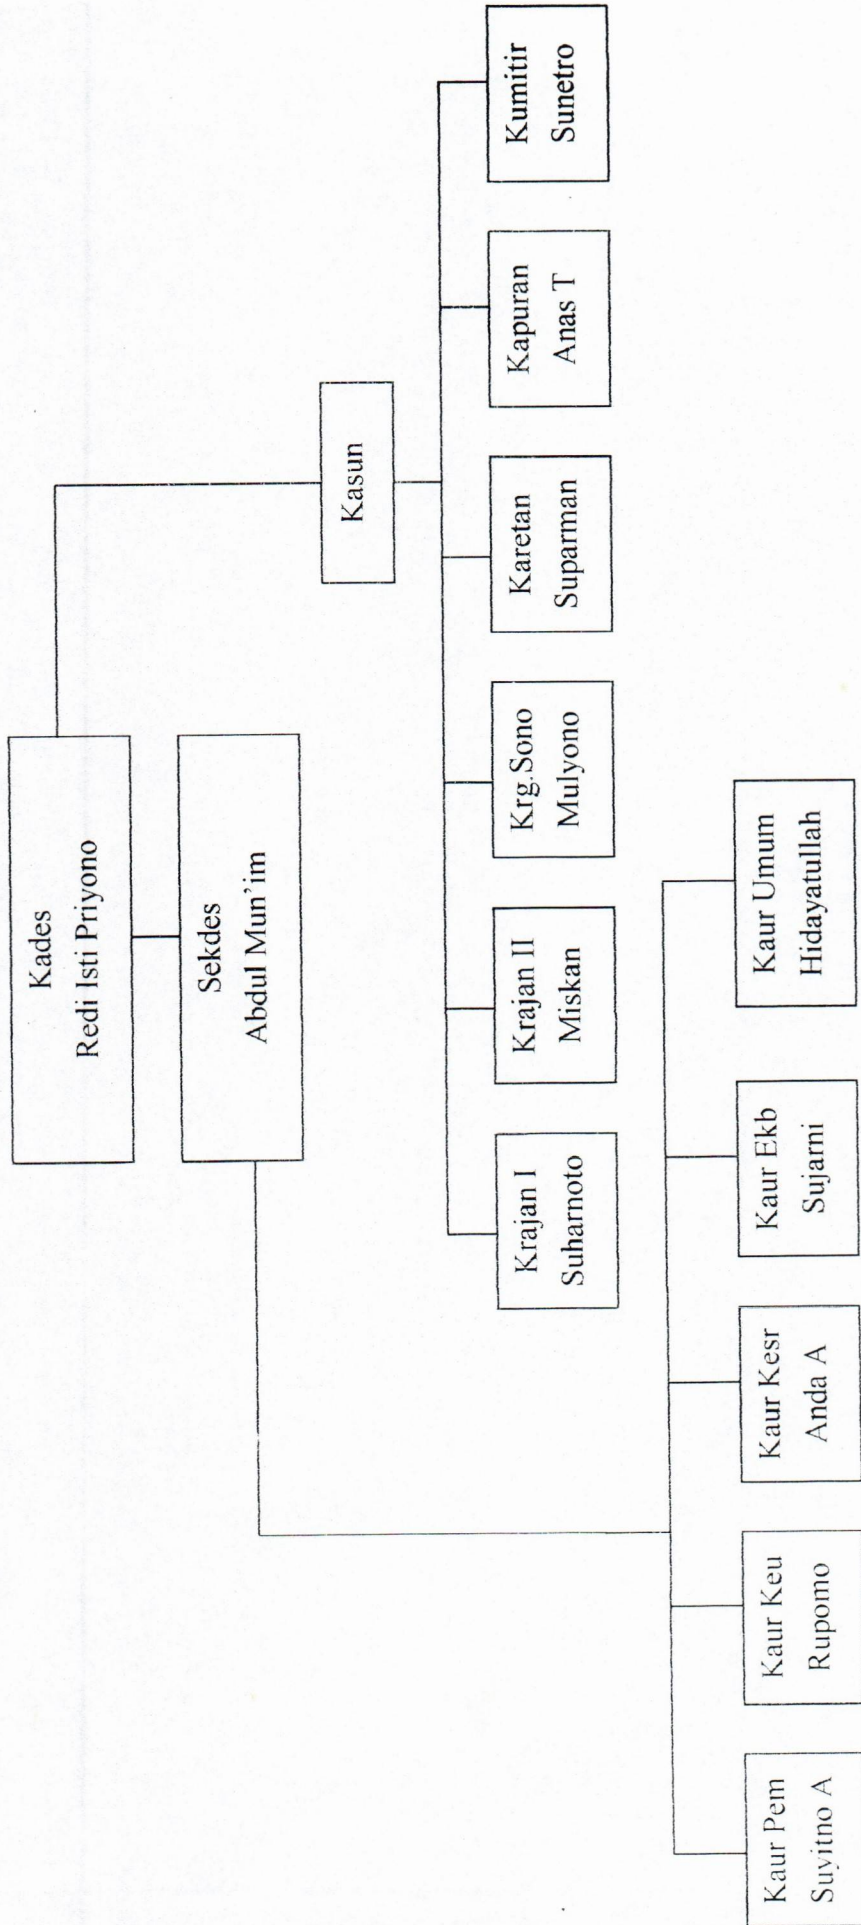 Kades
Redi Isti Priyono
Sekdes
Abdul Mun'im
Kasun
Krajan I
Suharnoto
Krajan II
Miskan
Krg.Sono
Mulyono
Karetan
Suparman
Kapuran
Anas T
Kumitir
Sunetro
Kaur Pem
Suyitno A
Kaur Keu
Rupomo
Kaur Kesr
Anda A
Kaur Ekb
Sujarni
Kaur Umum
Hidayatullah